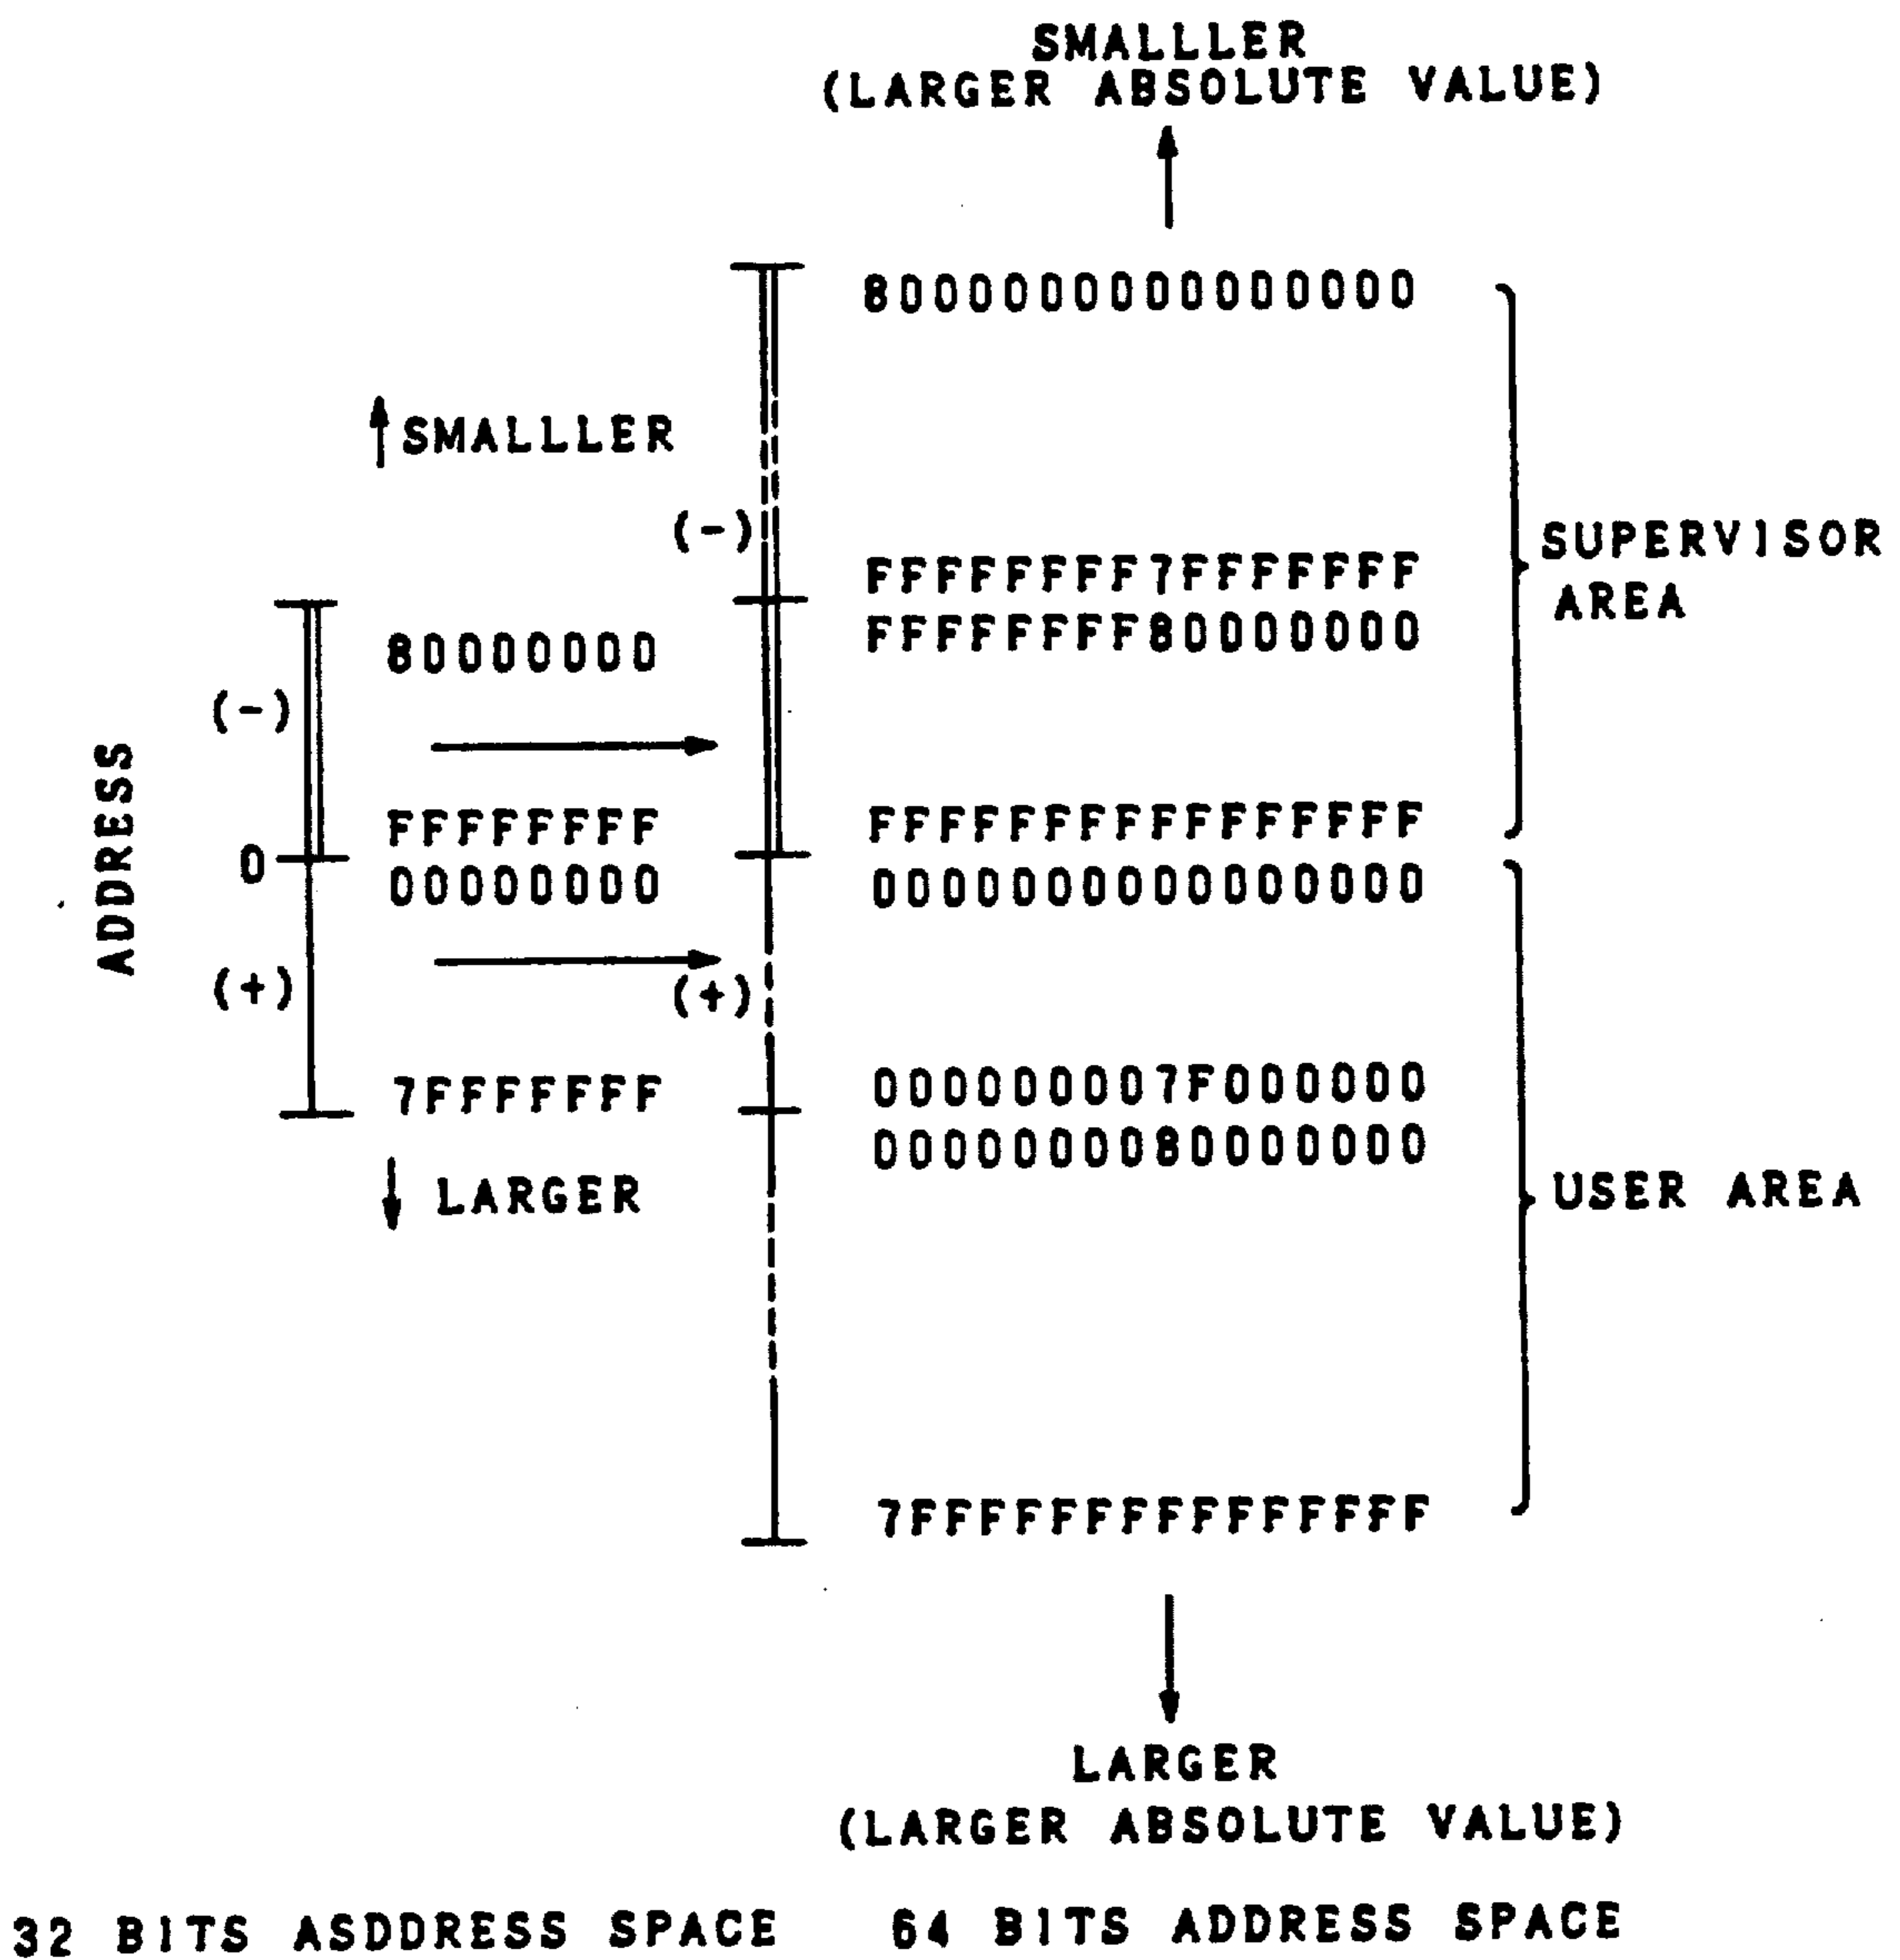 SMALLLER
(LARGER ABSOLUTE VALUE)
8000000000000000
SMALLLER
(-)
FFFFFFFF7FFFFFFF
FFFFFFFF80000000
SUPERVISOR
AREA
80000000
(-)
ADDRESS
FFFFFFFF
FFFFFFFFFFFFFFFF
0
00000000
0000000000000000
(+)
(+)
7FFFFFFF
000000007F000000
0000000080000000
LARGER
USER AREA
7FFFFFFFFFFFFFFF
LARGER
(LARGER ABSOLUTE VALUE)
32 BITS ASDDRESS SPACE
64 BITS ADDRESS SPACE